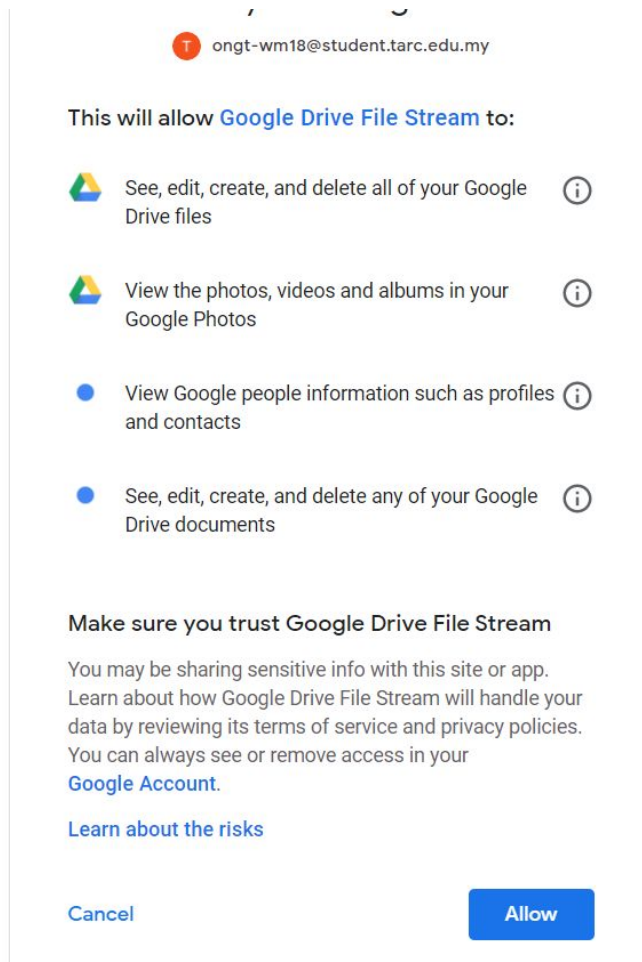 T ongt-wm18@student.tarc.edu.my
This will allow Google Drive File Stream to:
See, edit, create, and delete all of your Google
Drive files
View the photos, videos and albums in your
Google Photos
View Google people information such as profiles
and contacts
See, edit, create, and delete any of your Google
Drive documents
Make sure you trust Google Drive File Stream
You may be sharing sensitive info with this site or app.
Learn about how Google Drive File Stream will handle your
data by reviewing its terms of service and privacy policies.
You can always see or remove access in your
Google Account.
Learn about the risks
Cancel
Allow